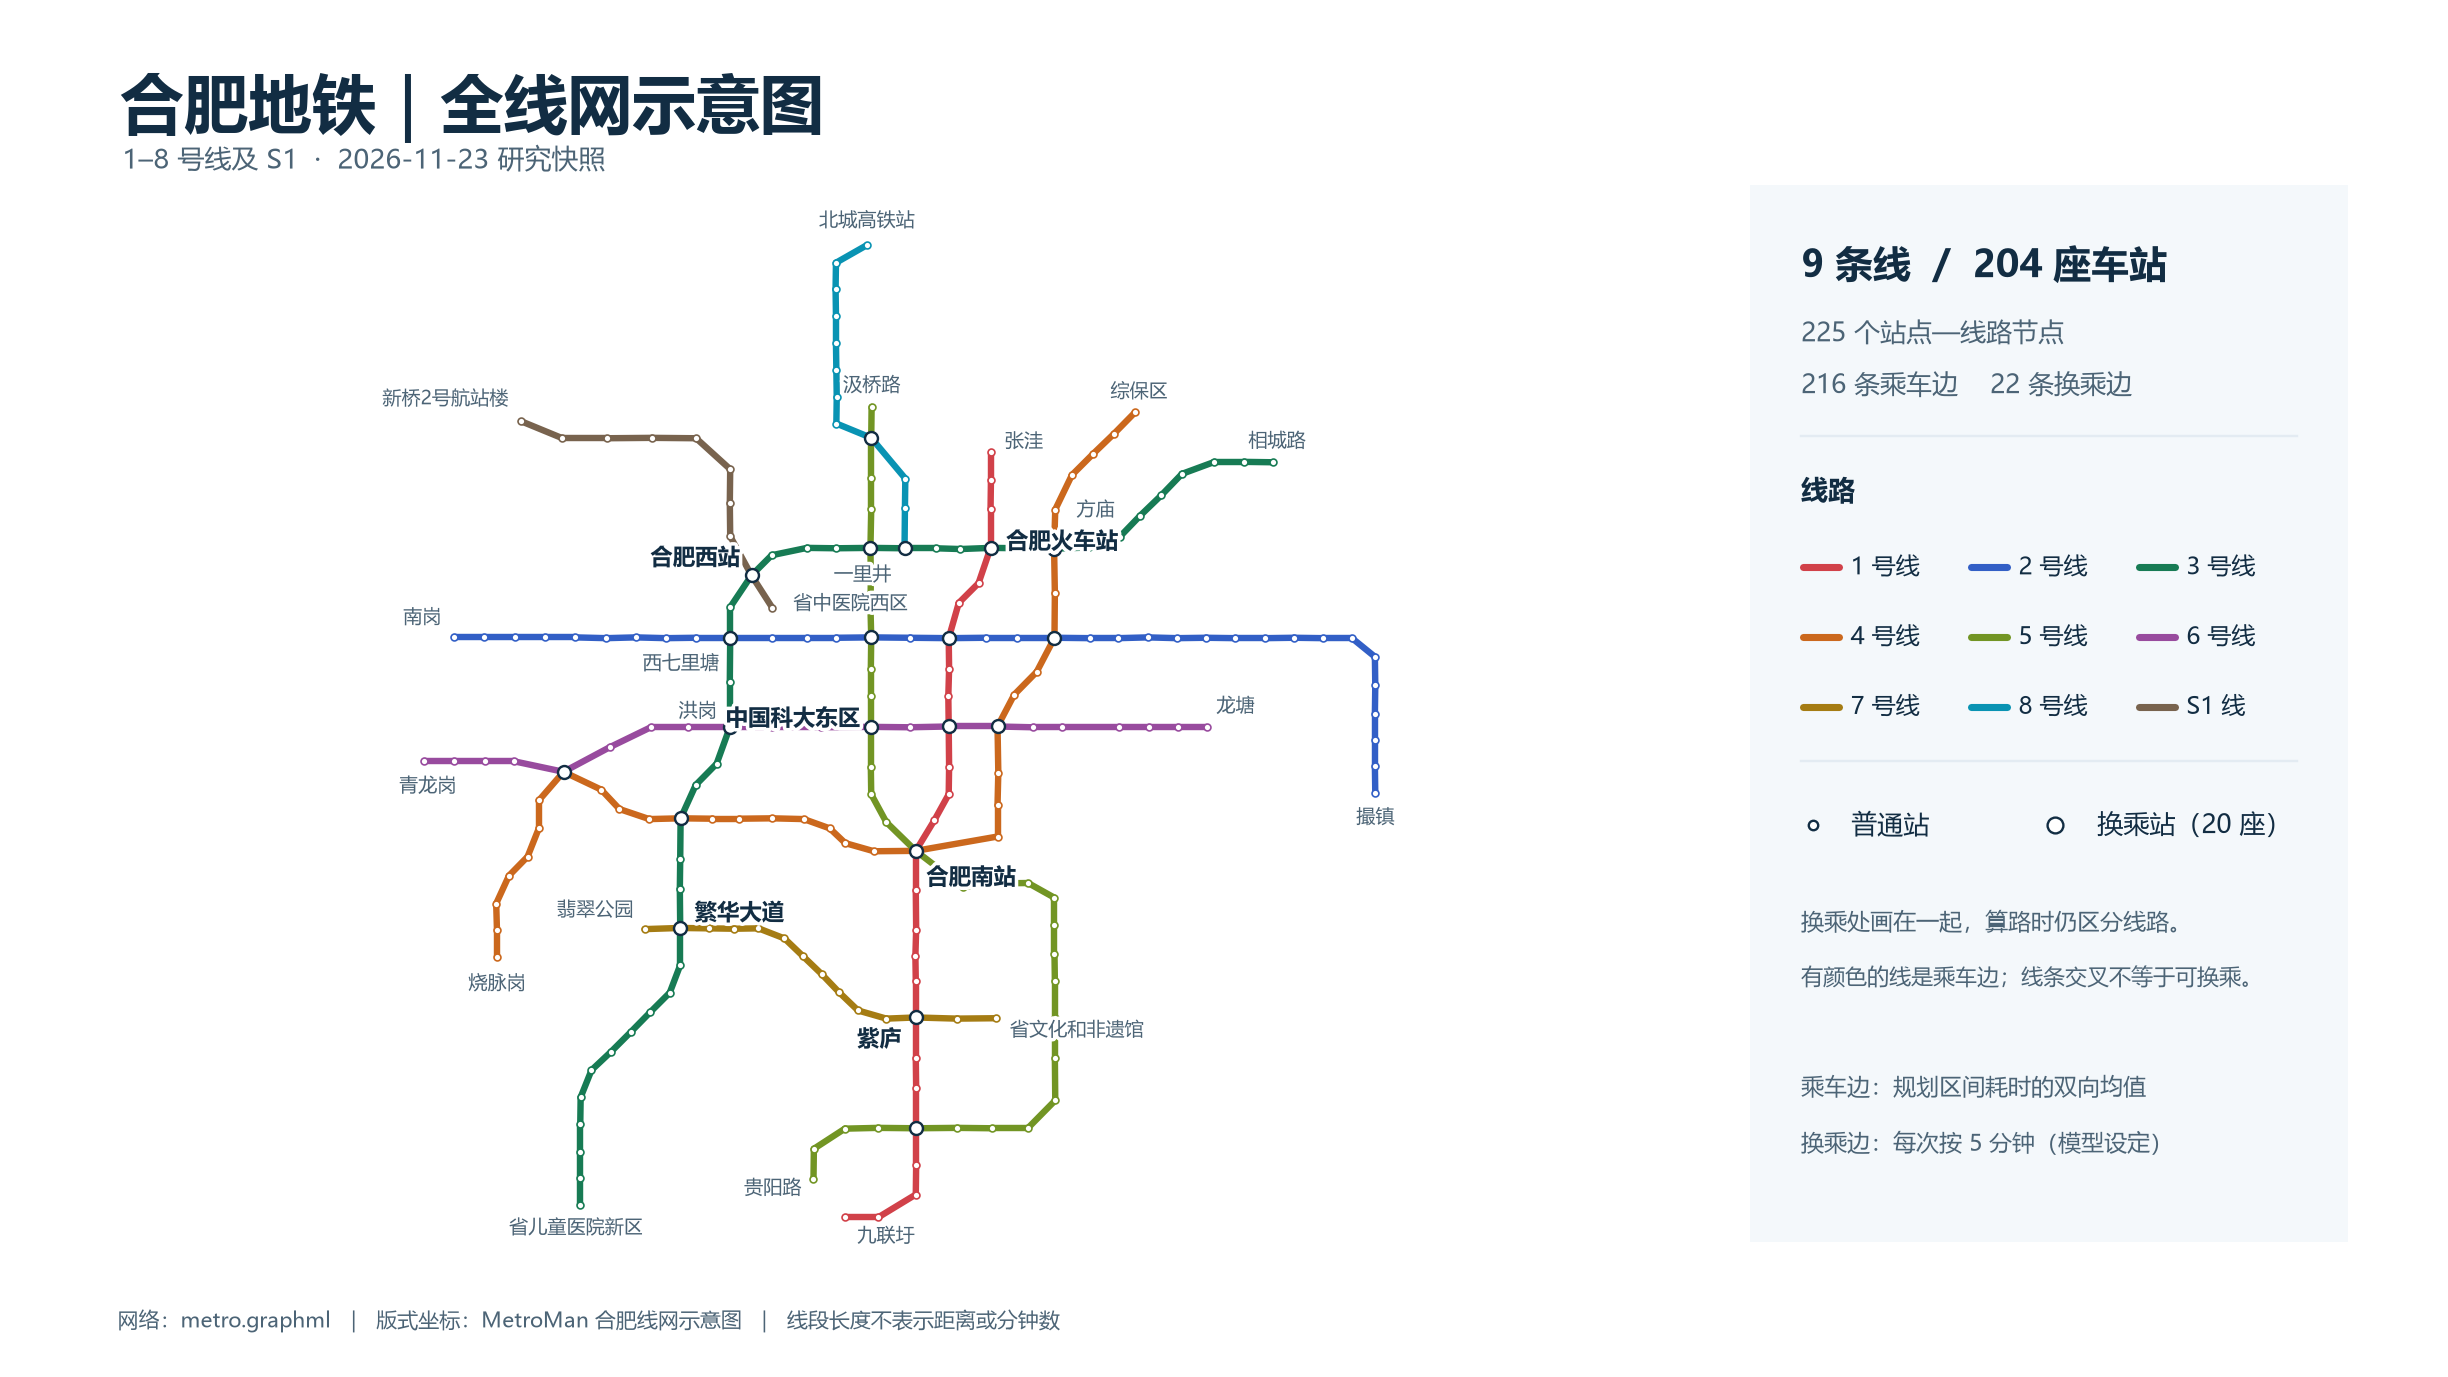 合肥地铁｜全线网示意图
1–8 号线及 S1 · 2026-11-23 研究快照
北城高铁站
汲桥路
新桥2号航站楼
综保区
张洼
相城路
方庙
合肥火车站
合肥西站
一里井
省中医院西区
南岗
西七里塘
洪岗
中国科大东区
龙塘
青龙岗
撮镇
合肥南站
翡翠公园
繁华大道
烧脉岗
省文化和非遗馆
紫庐
贵阳路
省儿童医院新区
九联圩
9 条线 / 204 座车站
225 个站点—线路节点
216 条乘车边 22 条换乘边
线路
1 号线 2 号线 3 号线
4 号线 5 号线 6 号线
7 号线 8 号线 S1 线
普通站 换乘站（20 座）
换乘处画在一起，算路时仍区分线路。
有颜色的线是乘车边；线条交叉不等于可换乘。
乘车边：规划区间耗时的双向均值
换乘边：每次按 5 分钟（模型设定）
网络：metro.graphml ｜ 版式坐标：MetroMan 合肥线网示意图 ｜ 线段长度不表示距离或分钟数